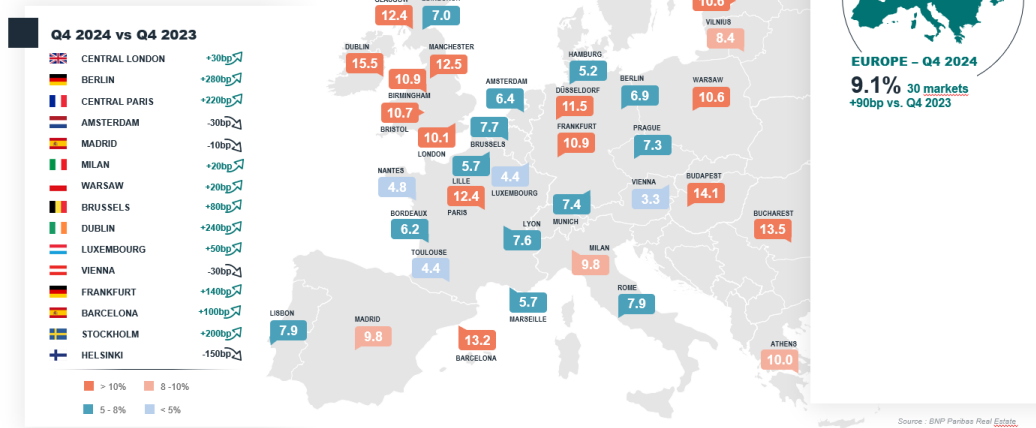 Q4 2024 vs Q4 2023
CENTRAL LONDON +30bp
BERLIN +280bp
CENTRAL PARIS +220bp
AMSTERDAM -30bp
MADRID -10bp
MILAN +20bp
WARSAW +20bp
BRUSSELS +80bp
DUBLIN +240bp
LUXEMBOURG +50bp
VIENNA -30bp
FRANKFURT +140bp
BARCELONA +100bp
STOCKHOLM +200bp
HELSINKI -150bp
> 10% 8 -10%
5 - 8% < 5%
12.4
7.0
10.6
VILNIUS
8.4
DUBLIN
15.5
MANCHESTER
12.5
10.9
BIRMINGHAM
10.7
BRISTOL
10.1
LONDON
HAMBURG
5.2
AMSTERDAM
6.4
BERLIN
6.9
WARSAW
10.6
DÜSSELDORF
11.5
7.7
BRUSSELS
FRANKFURT
10.9
PRAGUE
7.3
5.7
LILLE
4.4
LUXEMBOURG
NANTES
4.8
12.4
PARIS
VIENNA
3.3
BUDAPEST
14.1
7.4
MUNICH
BORDEAUX
6.2
LYON
7.6
BUCHAREST
13.5
TOULOUSE
4.4
MILAN
9.8
5.7
MARSEILLE
ROME
7.9
LISBON
7.9
MADRID
9.8
13.2
BARCELONA
ATHENS
10.0
EUROPE – Q4 2024
9.1% 30 markets
+90bp vs. Q4 2023
Source : BNP Paribas Real Estate